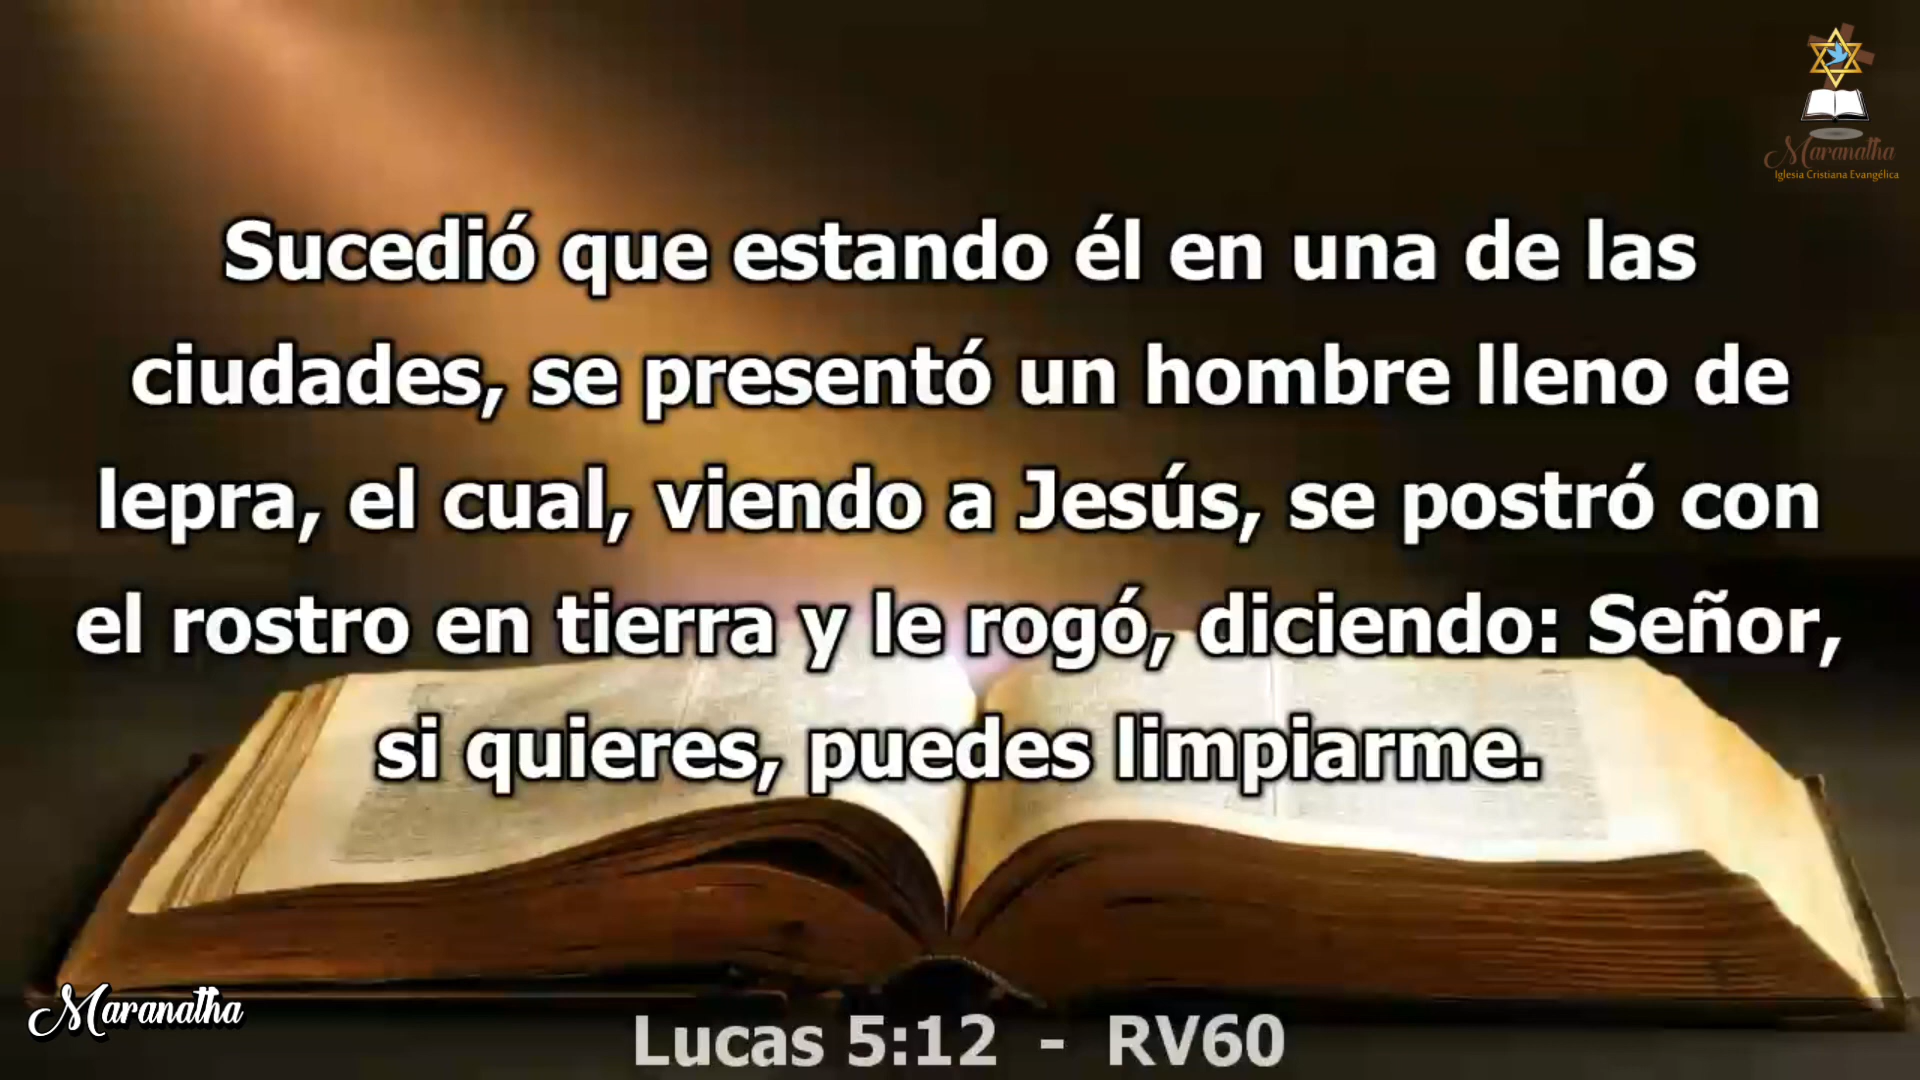 Maranatha
Iglesia Cristiana Evangélica
Sucedió que estando él en una de las
ciudades, se presentó un hombre lleno de
lepra, el cual, viendo a Jesús, se postró con
el rostro en tierra y le rogó, diciendo: Señor,
si quieres, puedes limpiarme.
Maranatha
Lucas 5:12 - RV60